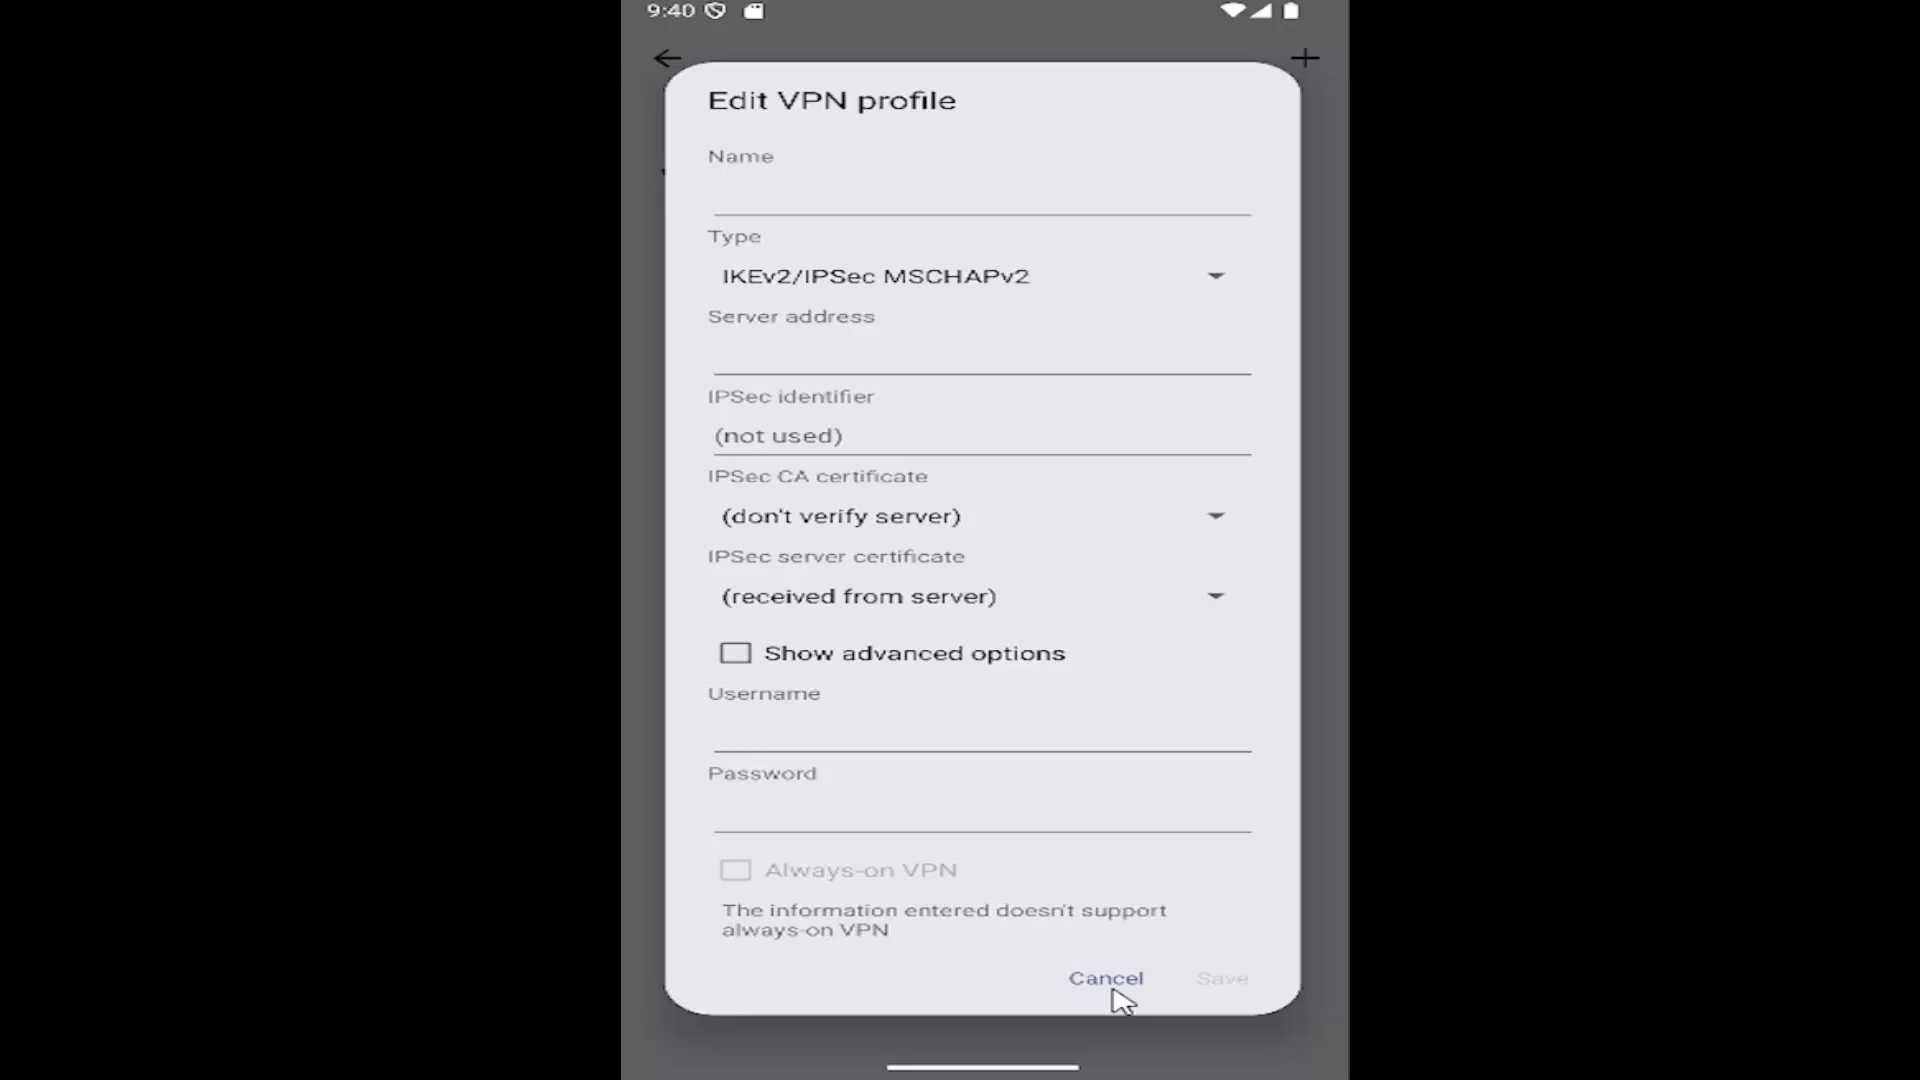 9:40
Edit VPN profile
Name
Type
IKEv2/IPSec MSCHAPv2
Server address
IPSec identifier
(not used)
IPSec CA certificate
(don't verify server)
IPSec server certificate
(received from server)
Show advanced options
Username
Password
Always-on VPN
The information entered doesn't support
always-on VPN
Cancel Save